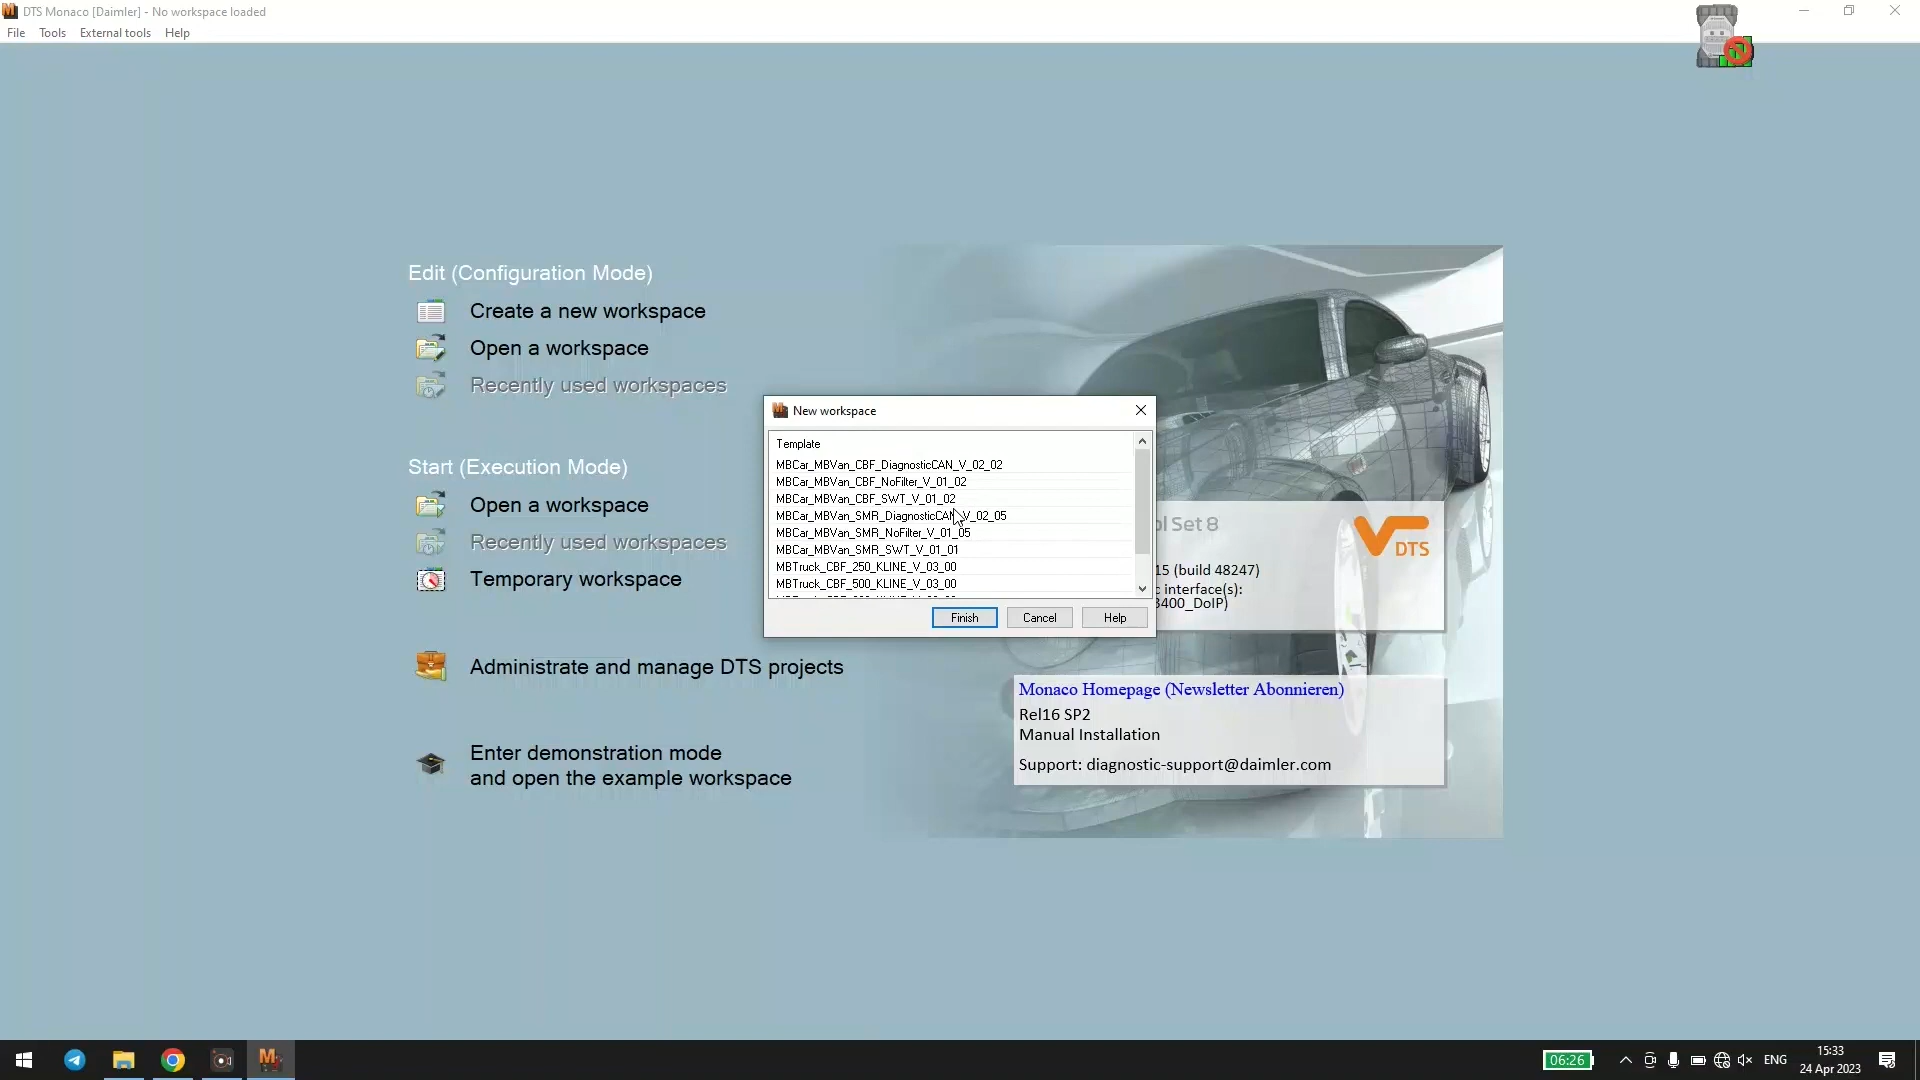 DTS Monaco [Daimler] - No workspace loaded
File Tools External tools Help
Edit (Configuration Mode)
Create a new workspace
Open a workspace
Recently used workspaces
Start (Execution Mode)
Open a workspace
Recently used workspaces
Temporary workspace
Administrate and manage DTS projects
Enter demonstration mode
and open the example workspace
New workspace
Template
MBCar_MBVan_CBF_DiagnosticCAN_V_02_02
MBCar_MBVan_CBF_NoFilter_V_01_02
MBCar_MBVan_CBF_SWT_V_01_02
MBCar_MBVan_SMR_DiagnosticCAN_V_02_05
MBCar_MBVan_SMR_NoFilter_V_01_05
MBCar_MBVan_SMR_SWT_V_01_01
MBTruck_CBF_250_KLINE_V_03_00
MBTruck_CBF_500_KLINE_V_03_00
Finish Cancel Help
ol Set 8
DTS
15 (build 48247)
c interface(s):
3400_DoIP)
Monaco Homepage (Newsletter Abonnieren)
Rel16 SP2
Manual Installation
Support: diagnostic-support@daimler.com
06:26
ENG
15:33
24 Apr 2023